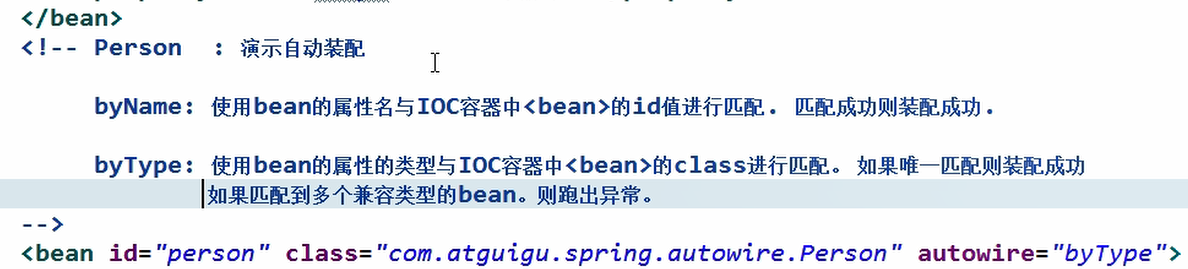 </bean>
<!-- Person : 演示自动装配
byName: 使用bean的属性名与IOC容器中<bean>的id值进行匹配. 匹配成功则装配成功.
byType: 使用bean的属性的类型与IOC容器中<bean>的class进行匹配。如果唯一匹配则装配成功
如果匹配到多个兼容类型的bean。则跑出异常。
-->
<bean id="person" class="com.atguigu.spring.autowire.Person" autowire="byType">